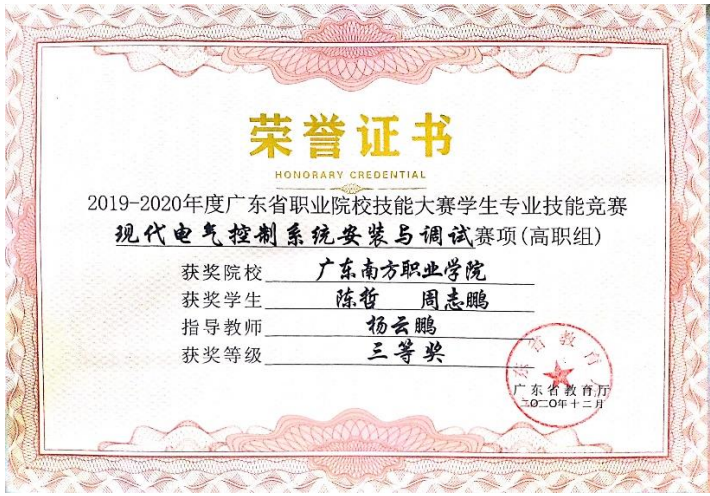 荣誉证书
HONORARY CREDENTIAL
2019-2020年度广东省职业院校技能大赛学生专业技能竞赛
现代电气控制系统安装与调试赛项(高职组)
获奖院校 广东南方职业学院
获奖学生 陈哲 周志鹏
指导教师 杨云鹏
获奖等级 三等奖
广东省教育厅
二〇二〇年十二月